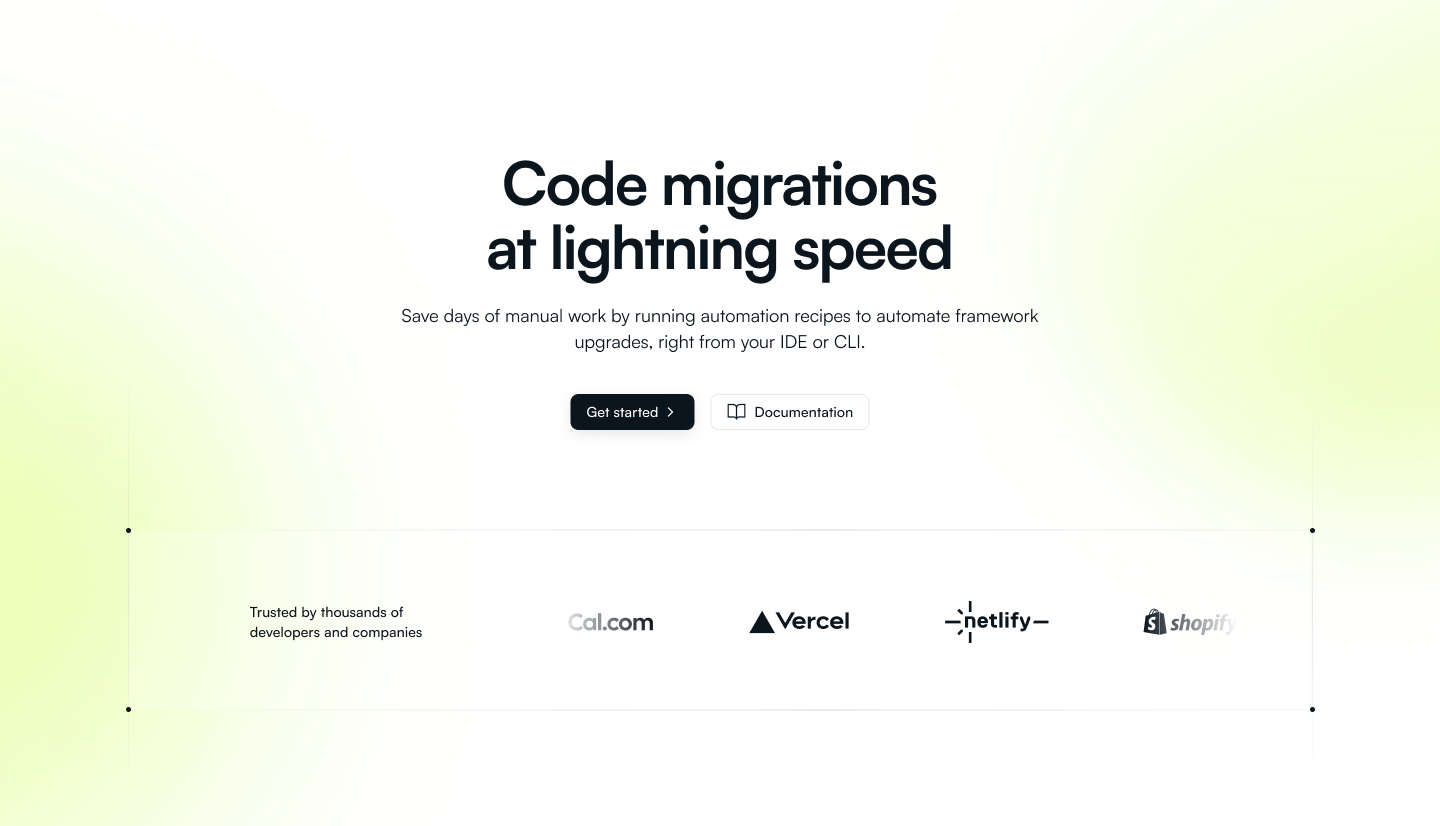 Code migrations
at lightning speed
Save days of manual work by running automation recipes to automate framework
upgrades, right from your IDE or CLI.
Get started
Documentation
Trusted by thousands of
developers and companies
Cal.com
Vercel
netlify
shopify